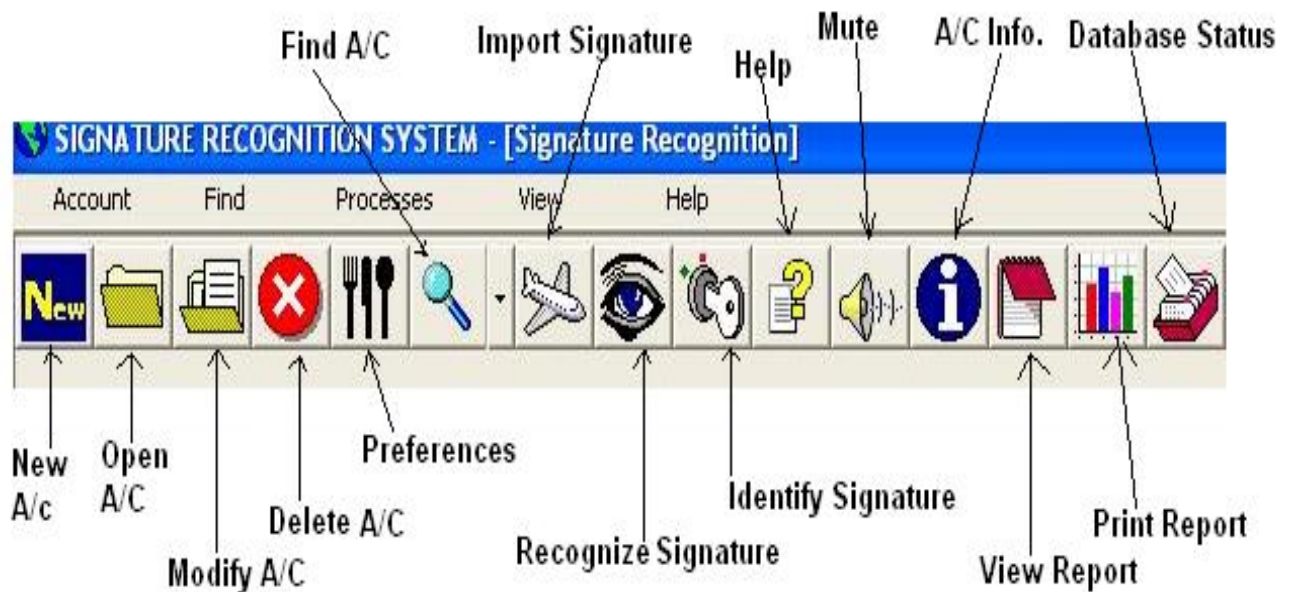 Find A/C
Import Signature
Help
Mute
A/C Info.
Database Status
SIGNATURE RECOGNITION SYSTEM - [Signature Recognition]
Account Find Processes View Help
New
New
A/c
Open
A/C
Modify A/C
Delete A/C
Preferences
Recognize Signature
Identify Signature
View Report
Print Report